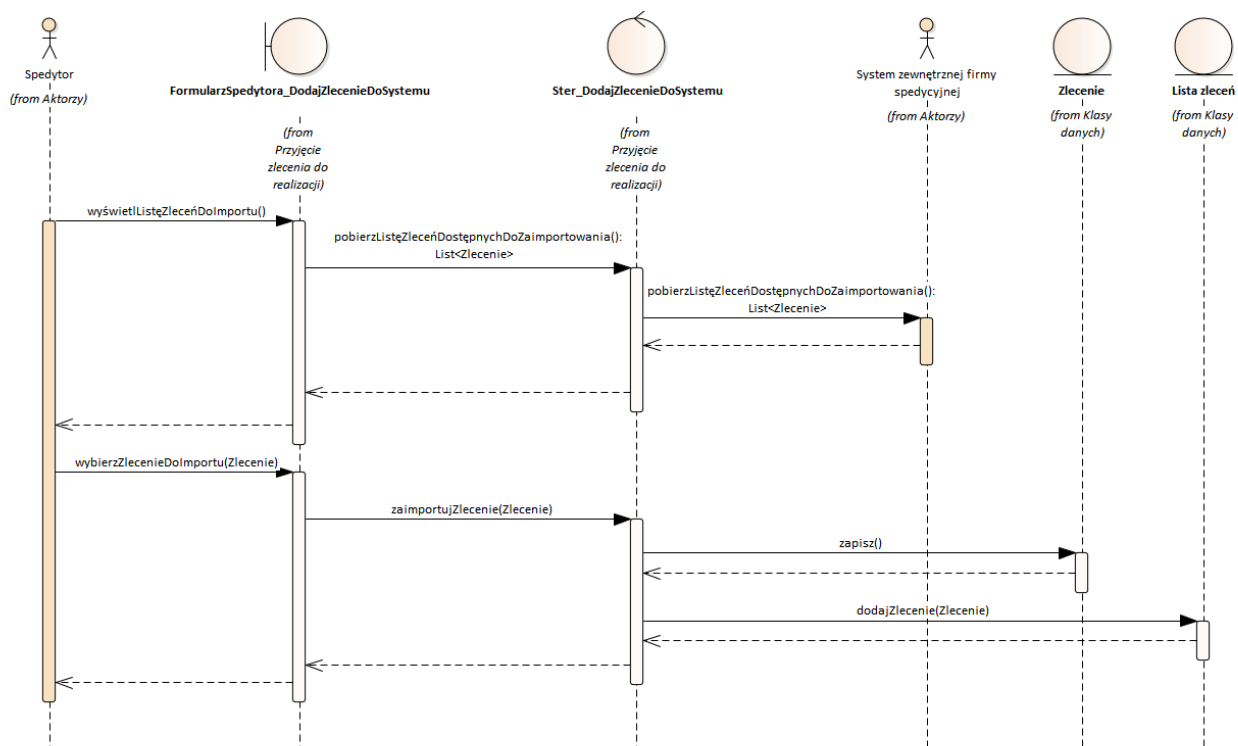 Spedytor
(from Aktorzy)
FormularzSpedytora_DodajZlecenieDoSystemu
(from
Przyjęcie
zlecenia do
realizacji)
Ster_DodajZlecenieDoSystemu
(from
Przyjęcie
zlecenia do
realizacji)
System zewnętrznej firmy
spedycyjnej
(from Aktorzy)
Zlecenie
(from Klasy
danych)
Lista zleceń
(from Klasy
danych)
wyświetlListęZleceńDoImportu()
pobierzListęZleceńDostępnychDoZaimportowania():
List<Zlecenie>
pobierzListęZleceńDostępnychDoZaimportowania():
List<Zlecenie>
wybierzZlecenieDoImportu(Zlecenie)
zaimportujZlecenie(Zlecenie)
zapisz()
dodajZlecenie(Zlecenie)